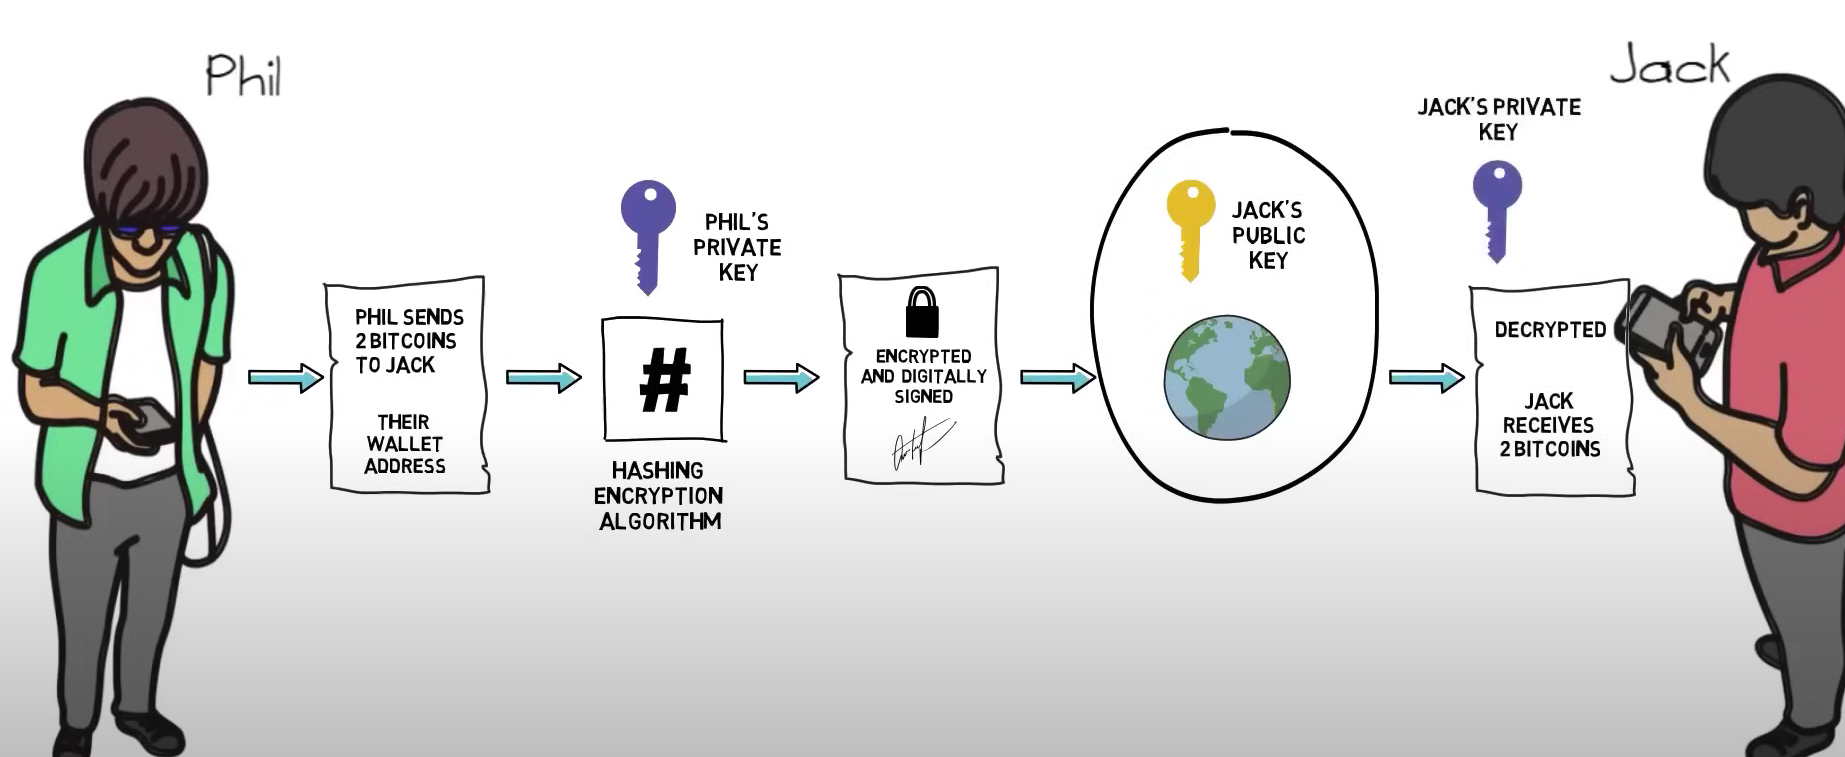 Phil
PHIL SENDS
2 BITCOINS
TO JACK
THEIR
WALLET
ADDRESS
PHIL'S
PRIVATE
KEY
#
HASHING
ENCRYPTION
ALGORITHM
ENCRYPTED
AND DIGITALLY
SIGNED
JACK'S
PUBLIC
KEY
Jack
JACK'S PRIVATE
KEY
DECRYPTED
JACK
RECEIVES
2 BITCOINS